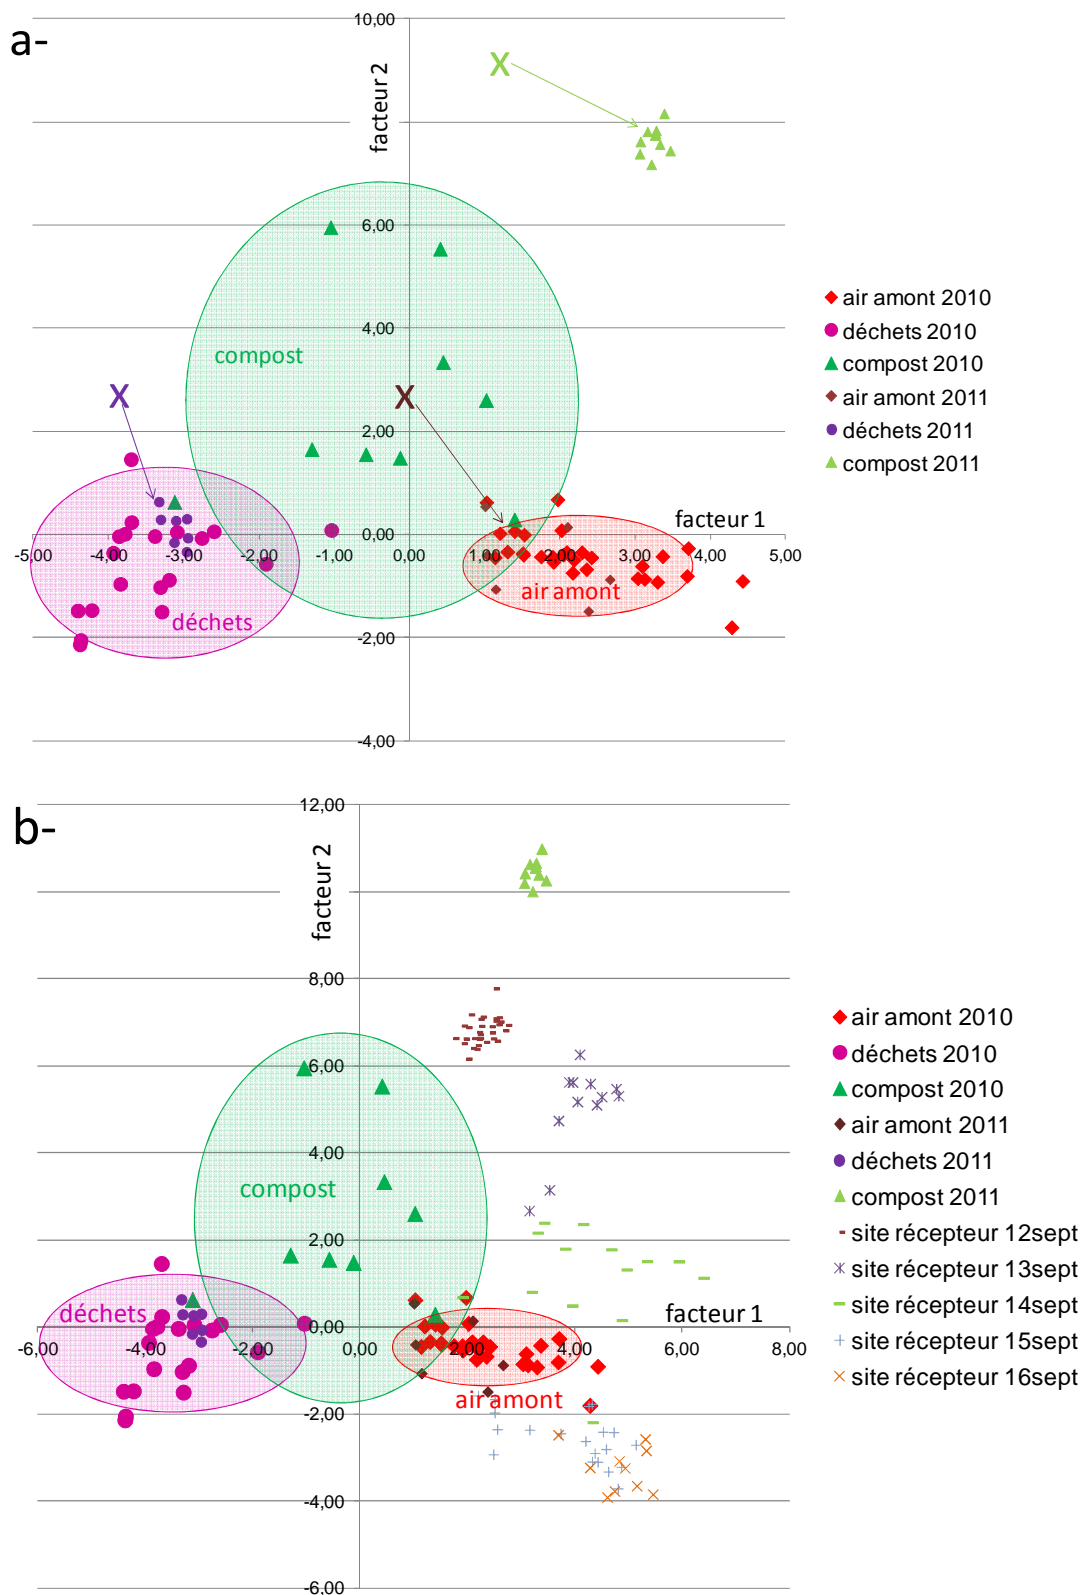 a-
10,00
facteur 2
X
6,00
compost
4,00
X
X
2,00
0,00
facteur 1
-5,00
-4,00
-3,00
-2,00
-1,00
0,00
1,00
2,00
3,00
4,00
5,00
air amont
déchets
-2,00
-4,00
air amont 2010
déchets 2010
compost 2010
air amont 2011
déchets 2011
compost 2011
b-
12,00
facteur 2
8,00
6,00
4,00
compost
2,00
déchets
0,00
facteur 1
-6,00
-4,00
-2,00
0,00
2,00
4,00
6,00
8,00
air amont
-2,00
-4,00
-6,00
air amont 2010
déchets 2010
compost 2010
air amont 2011
déchets 2011
compost 2011
site récepteur 12sept
site récepteur 13sept
site récepteur 14sept
site récepteur 15sept
site récepteur 16sept